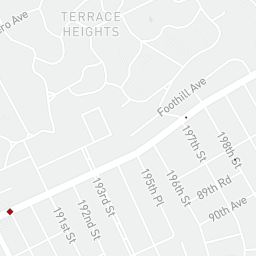 TERRACE
HEIGHTS
Foothill Ave
197th St
198th St
196th St
195th Pl
193rd St
192nd St
191st St
89th Rd
90th Ave